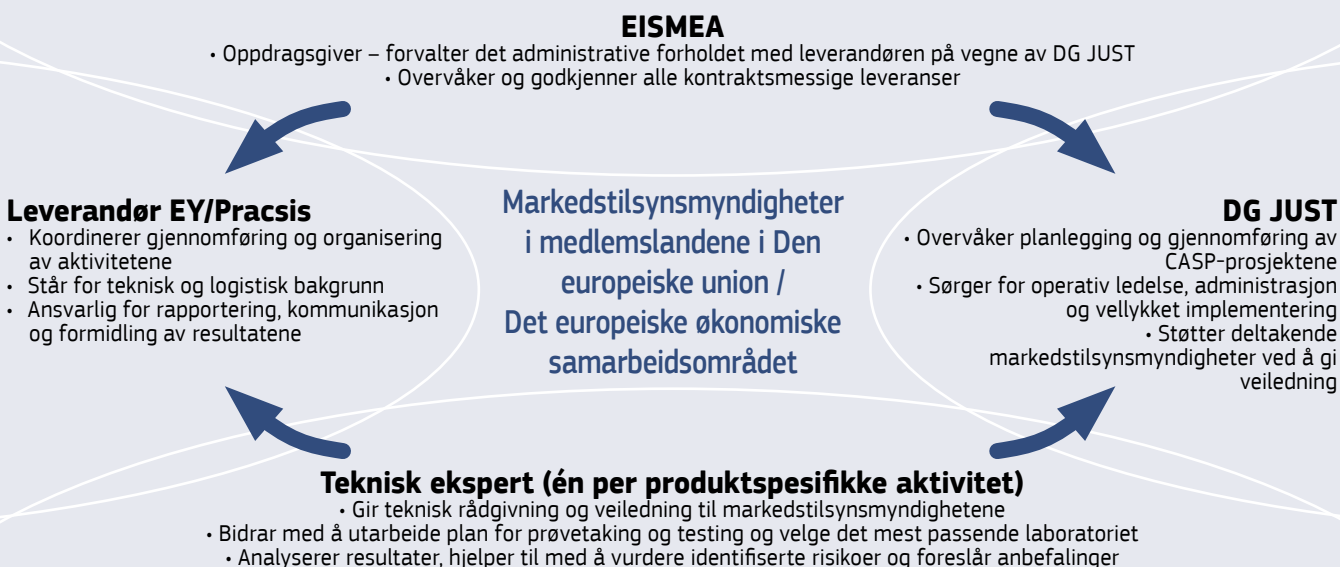 EISMEA
• Oppdragsgiver – forvalter det administrative forholdet med leverandøren på vegne av DG JUST
• Overvåker og godkjenner alle kontraktsmessige leveranser
Leverandør EY/Pracsis
• Koordinerer gjennomføring og organisering
av aktivitetene
• Står for teknisk og logistisk bakgrunn
• Ansvarlig for rapportering, kommunikasjon
og formidling av resultatene
Markedstilsynsmyndigheter
i medlemslandene i Den
europeiske union /
Det europeiske økonomiske
samarbeidsområdet
DG JUST
• Overvåker planlegging og gjennomføring av
CASP-prosjektene
• Sørger for operativ ledelse, administrasjon
og vellykket implementering
• Støtter deltakende
markedstilsynsmyndigheter ved å gi
veiledning
Teknisk ekspert (én per produktspesifikke aktivitet)
• Gir teknisk rådgivning og veiledning til markedstilsynsmyndighetene
• Bidrar med å utarbeide plan for prøvetaking og testing og velge det mest passende laboratoriet
• Analyserer resultater, hjelper til med å vurdere identifiserte risikoer og foreslår anbefalinger